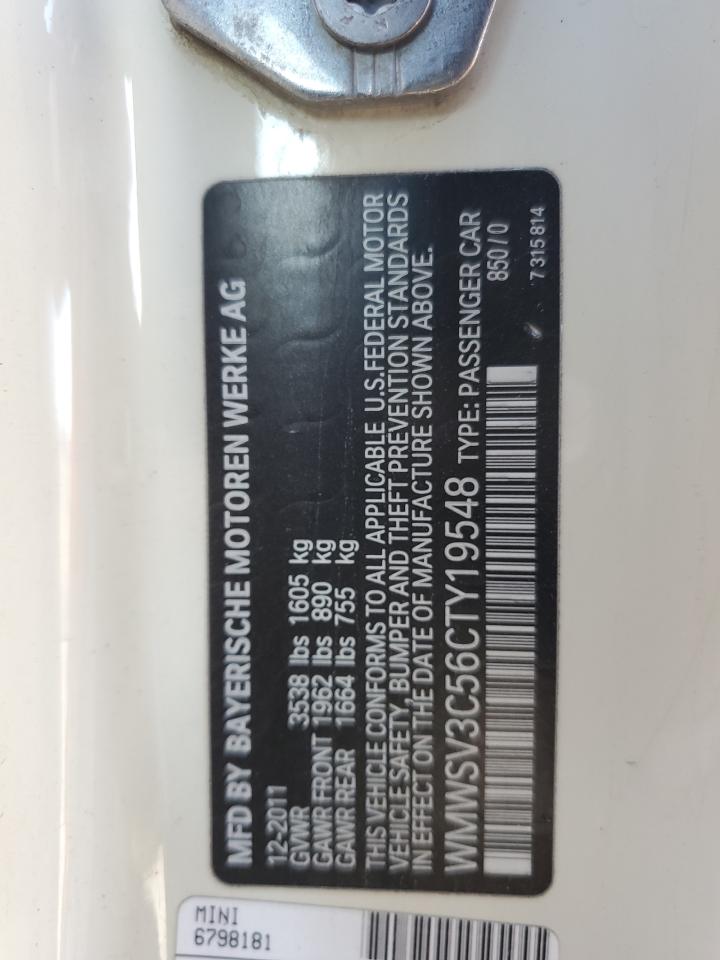 MFD BY BAYERISCHE MOTOREN WERKE AG
12-2011
GVWR 3538 lbs 1605 kg
GAWR FRONT 1962 lbs 890 kg
GAWR REAR 1664 lbs 755 kg
THIS VEHICLE CONFORMS TO ALL APPLICABLE U.S.FEDERAL MOTOR
VEHICLE SAFETY, BUMPER AND THEFT PREVENTION STANDARDS
IN EFFECT ON THE DATE OF MANUFACTURE SHOWN ABOVE.
WMWSV3C56CTY19548 TYPE: PASSENGER CAR
850/0
7 315 814
MINI
6798181